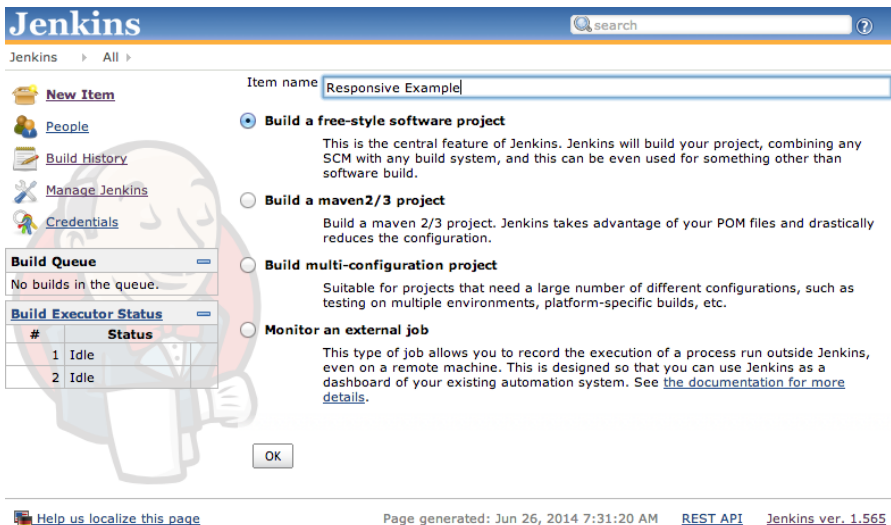 Jenkins
search
Jenkins All
New Item
People
Build History
Manage Jenkins
Credentials
Build Queue
No builds in the queue.
Build Executor Status
# Status
1 Idle
2 Idle
Item name Responsive Example
Build a free-style software project
This is the central feature of Jenkins. Jenkins will build your project, combining any
SCM with any build system, and this can be even used for something other than
software build.
Build a maven2/3 project
Build a maven 2/3 project. Jenkins takes advantage of your POM files and drastically
reduces the configuration.
Build multi-configuration project
Suitable for projects that need a large number of different configurations, such as
testing on multiple environments, platform-specific builds, etc.
Monitor an external job
This type of job allows you to record the execution of a process run outside Jenkins,
even on a remote machine. This is designed so that you can use Jenkins as a
dashboard of your existing automation system. See the documentation for more
details.
OK
Help us localize this page Page generated: Jun 26, 2014 7:31:20 AM REST API Jenkins ver. 1.565